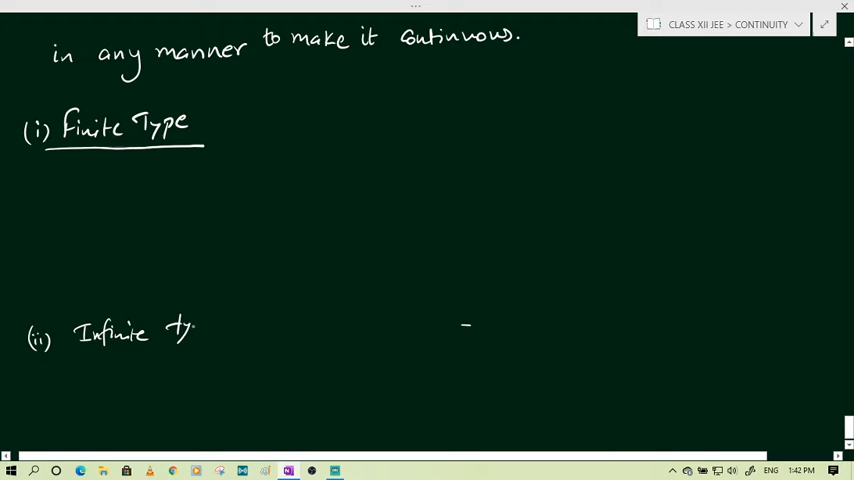 CLASS XII JEE > CONTINUITY
in any manner to make it continuous.
(i) Finite Type
(ii) Infinite ty
ENG 1:42 PM